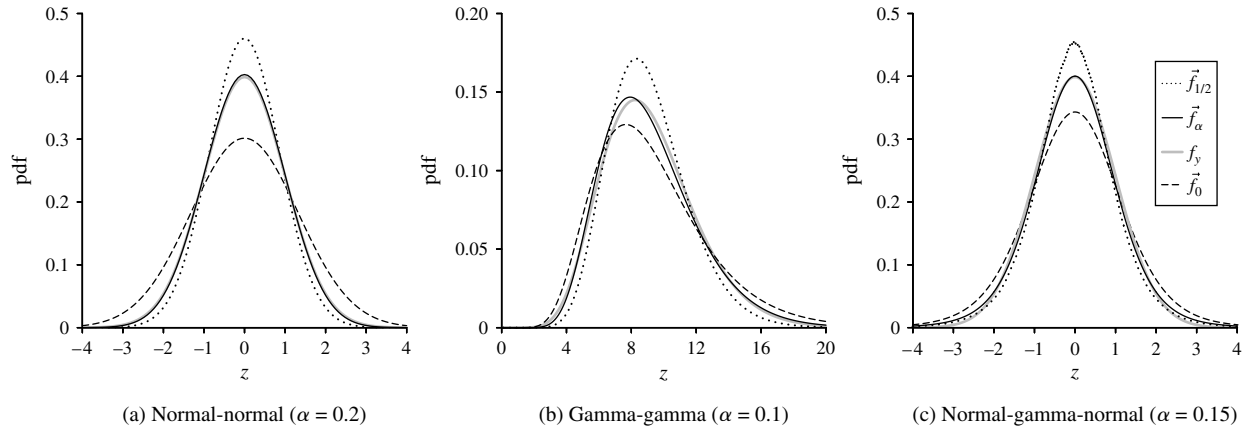 0.5
0.4
0.3
0.2
0.1
0
pdf
–4 –3 –2 –1 0 1 2 3 4
z
(a) Normal-normal (α = 0.2)
0.20
0.15
0.10
0.05
0
pdf
0 4 8 12 16 20
z
(b) Gamma-gamma (α = 0.1)
0.5
0.4
0.3
0.2
0.1
0
pdf
–4 –3 –2 –1 0 1 2 3 4
z
f⃗1/2
f⃗α
fy
f⃗0
(c) Normal-gamma-normal (α = 0.15)